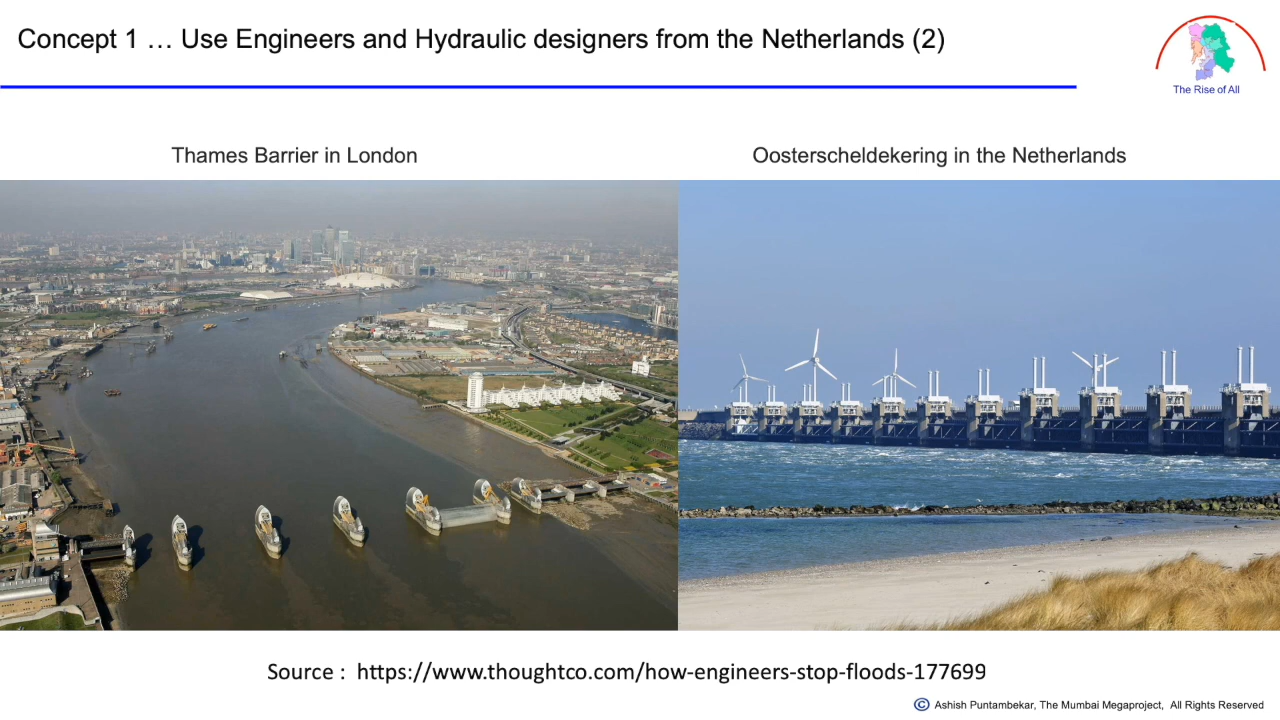 Concept 1 … Use Engineers and Hydraulic designers from the Netherlands (2)
The Rise of All
Thames Barrier in London
Oosterscheldekering in the Netherlands
Source : https://www.thoughtco.com/how-engineers-stop-floods-177699
© Ashish Puntambekar, The Mumbai Megaproject, All Rights Reserved